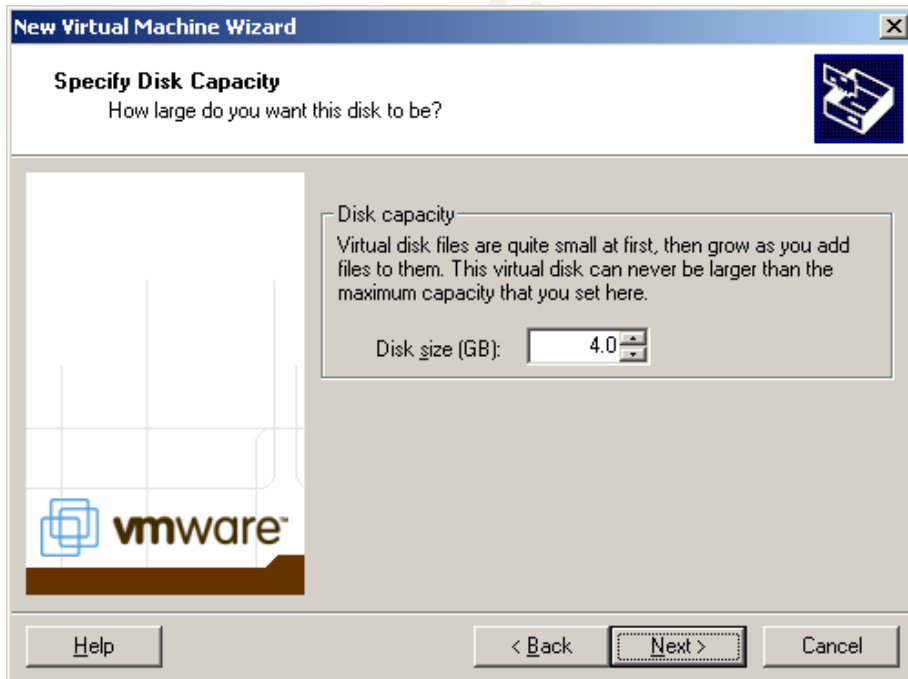 New Virtual Machine Wizard
Specify Disk Capacity
How large do you want this disk to be?
Disk capacity
Virtual disk files are quite small at first, then grow as you add
files to them. This virtual disk can never be larger than the
maximum capacity that you set here.
Disk size (GB): 4.0
vmware™
Help < Back Next > Cancel